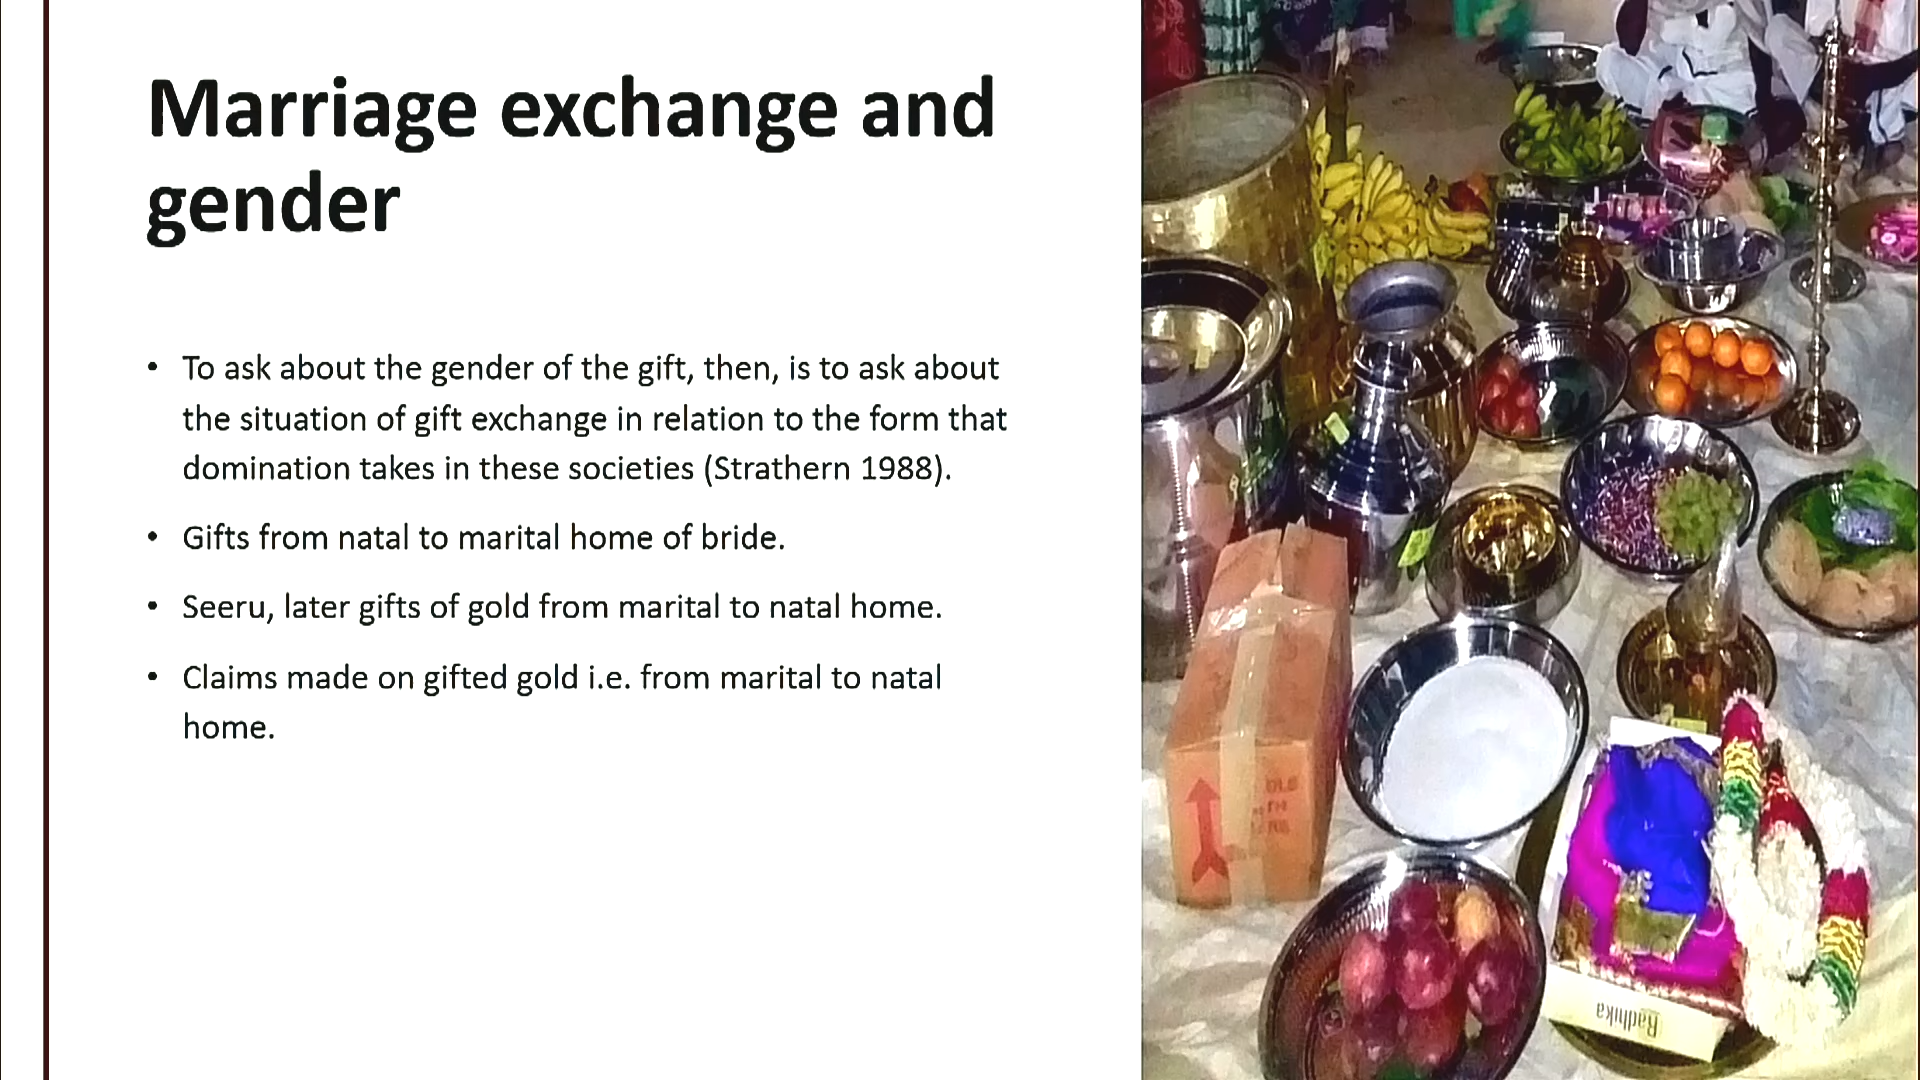 Marriage exchange and
gender
• To ask about the gender of the gift, then, is to ask about
the situation of gift exchange in relation to the form that
domination takes in these societies (Strathern 1988).
• Gifts from natal to marital home of bride.
• Seeru, later gifts of gold from marital to natal home.
• Claims made on gifted gold i.e. from marital to natal
home.
Radhika